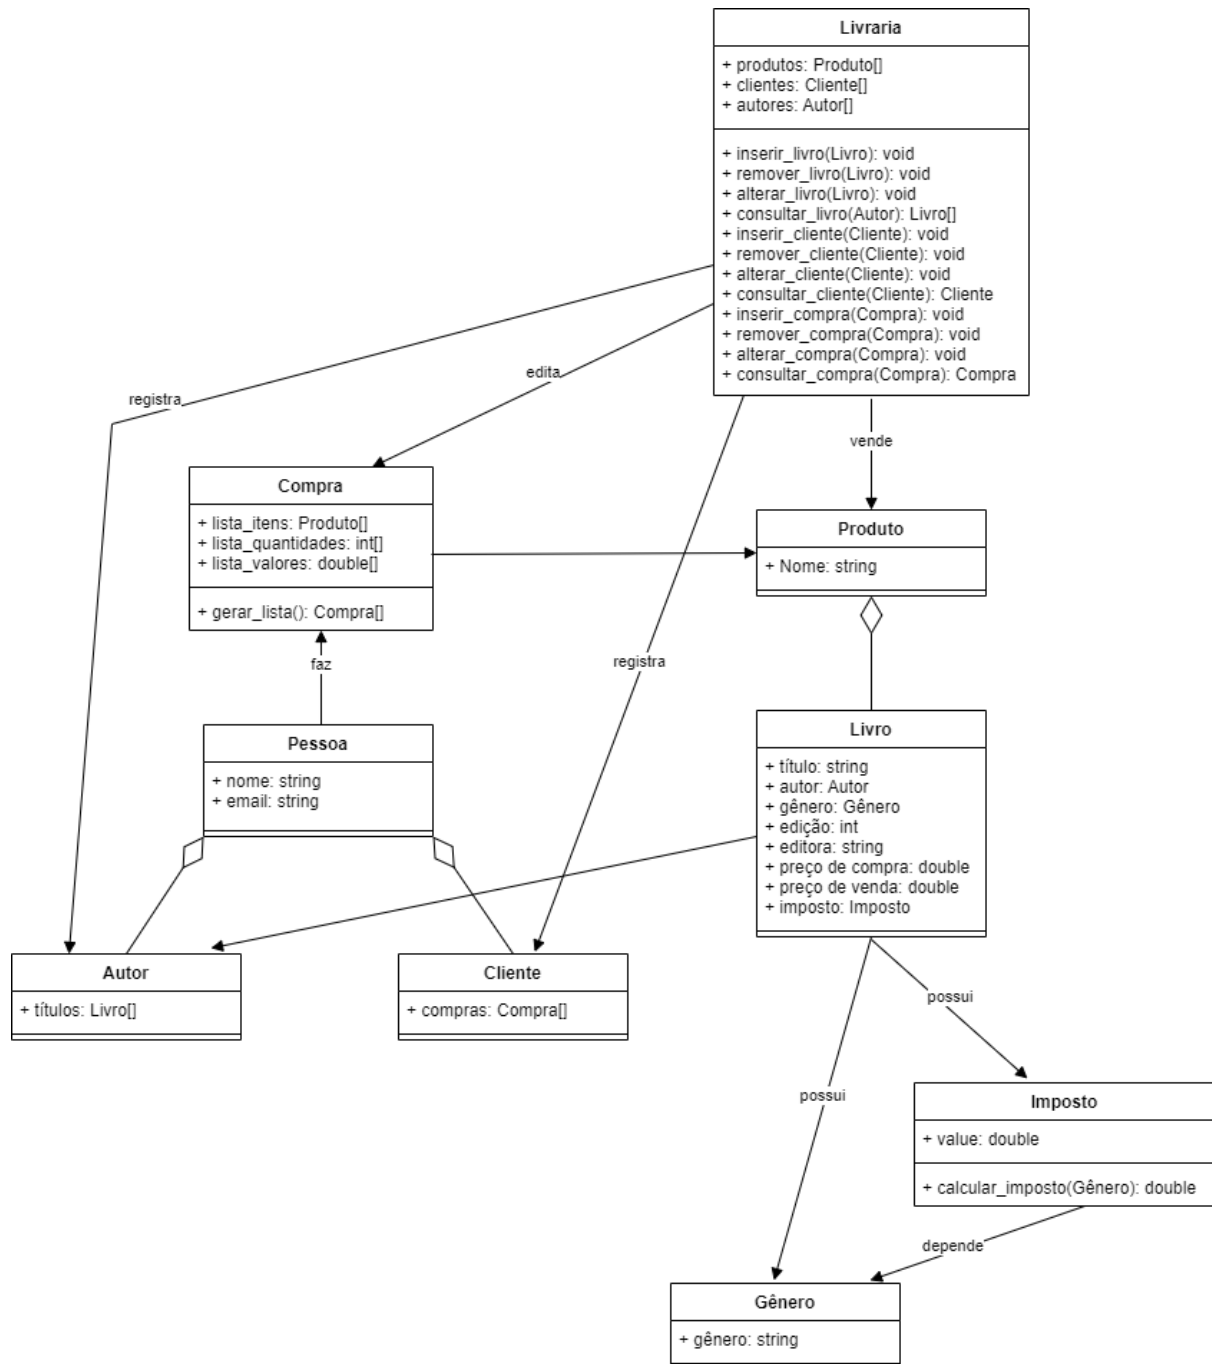 Livraria
+ produtos: Produto[]
+ clientes: Cliente[]
+ autores: Autor[]
+ inserir_livro(Livro): void
+ remover_livro(Livro): void
+ alterar_livro(Livro): void
+ consultar_livro(Autor): Livro[]
+ inserir_cliente(Cliente): void
+ remover_cliente(Cliente): void
+ alterar_cliente(Cliente): void
+ consultar_cliente(Cliente): Cliente
+ inserir_compra(Compra): void
+ remover_compra(Compra): void
+ alterar_compra(Compra): void
+ consultar_compra(Compra): Compra
registra
edita
vende
Compra
+ lista_itens: Produto[]
+ lista_quantidades: int[]
+ lista_valores: double[]
+ gerar_lista(): Compra[]
Produto
+ Nome: string
faz
registra
Pessoa
+ nome: string
+ email: string
Livro
+ título: string
+ autor: Autor
+ gênero: Gênero
+ edição: int
+ editora: string
+ preço de compra: double
+ preço de venda: double
+ imposto: Imposto
Autor
+ títulos: Livro[]
Cliente
+ compras: Compra[]
possui
possui
Imposto
+ value: double
+ calcular_imposto(Gênero): double
depende
Gênero
+ gênero: string